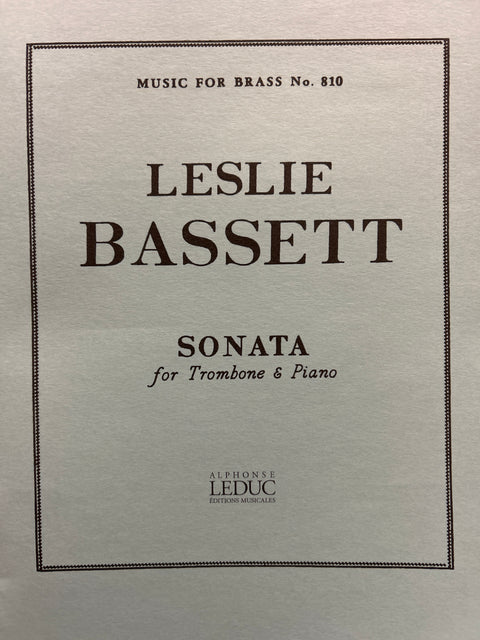 MUSIC FOR BRASS No. 810
LESLIE
BASSETT
SONATA
for Trombone & Piano
ALPHONSE
LEDUC
ÉDITIONS MUSICALES